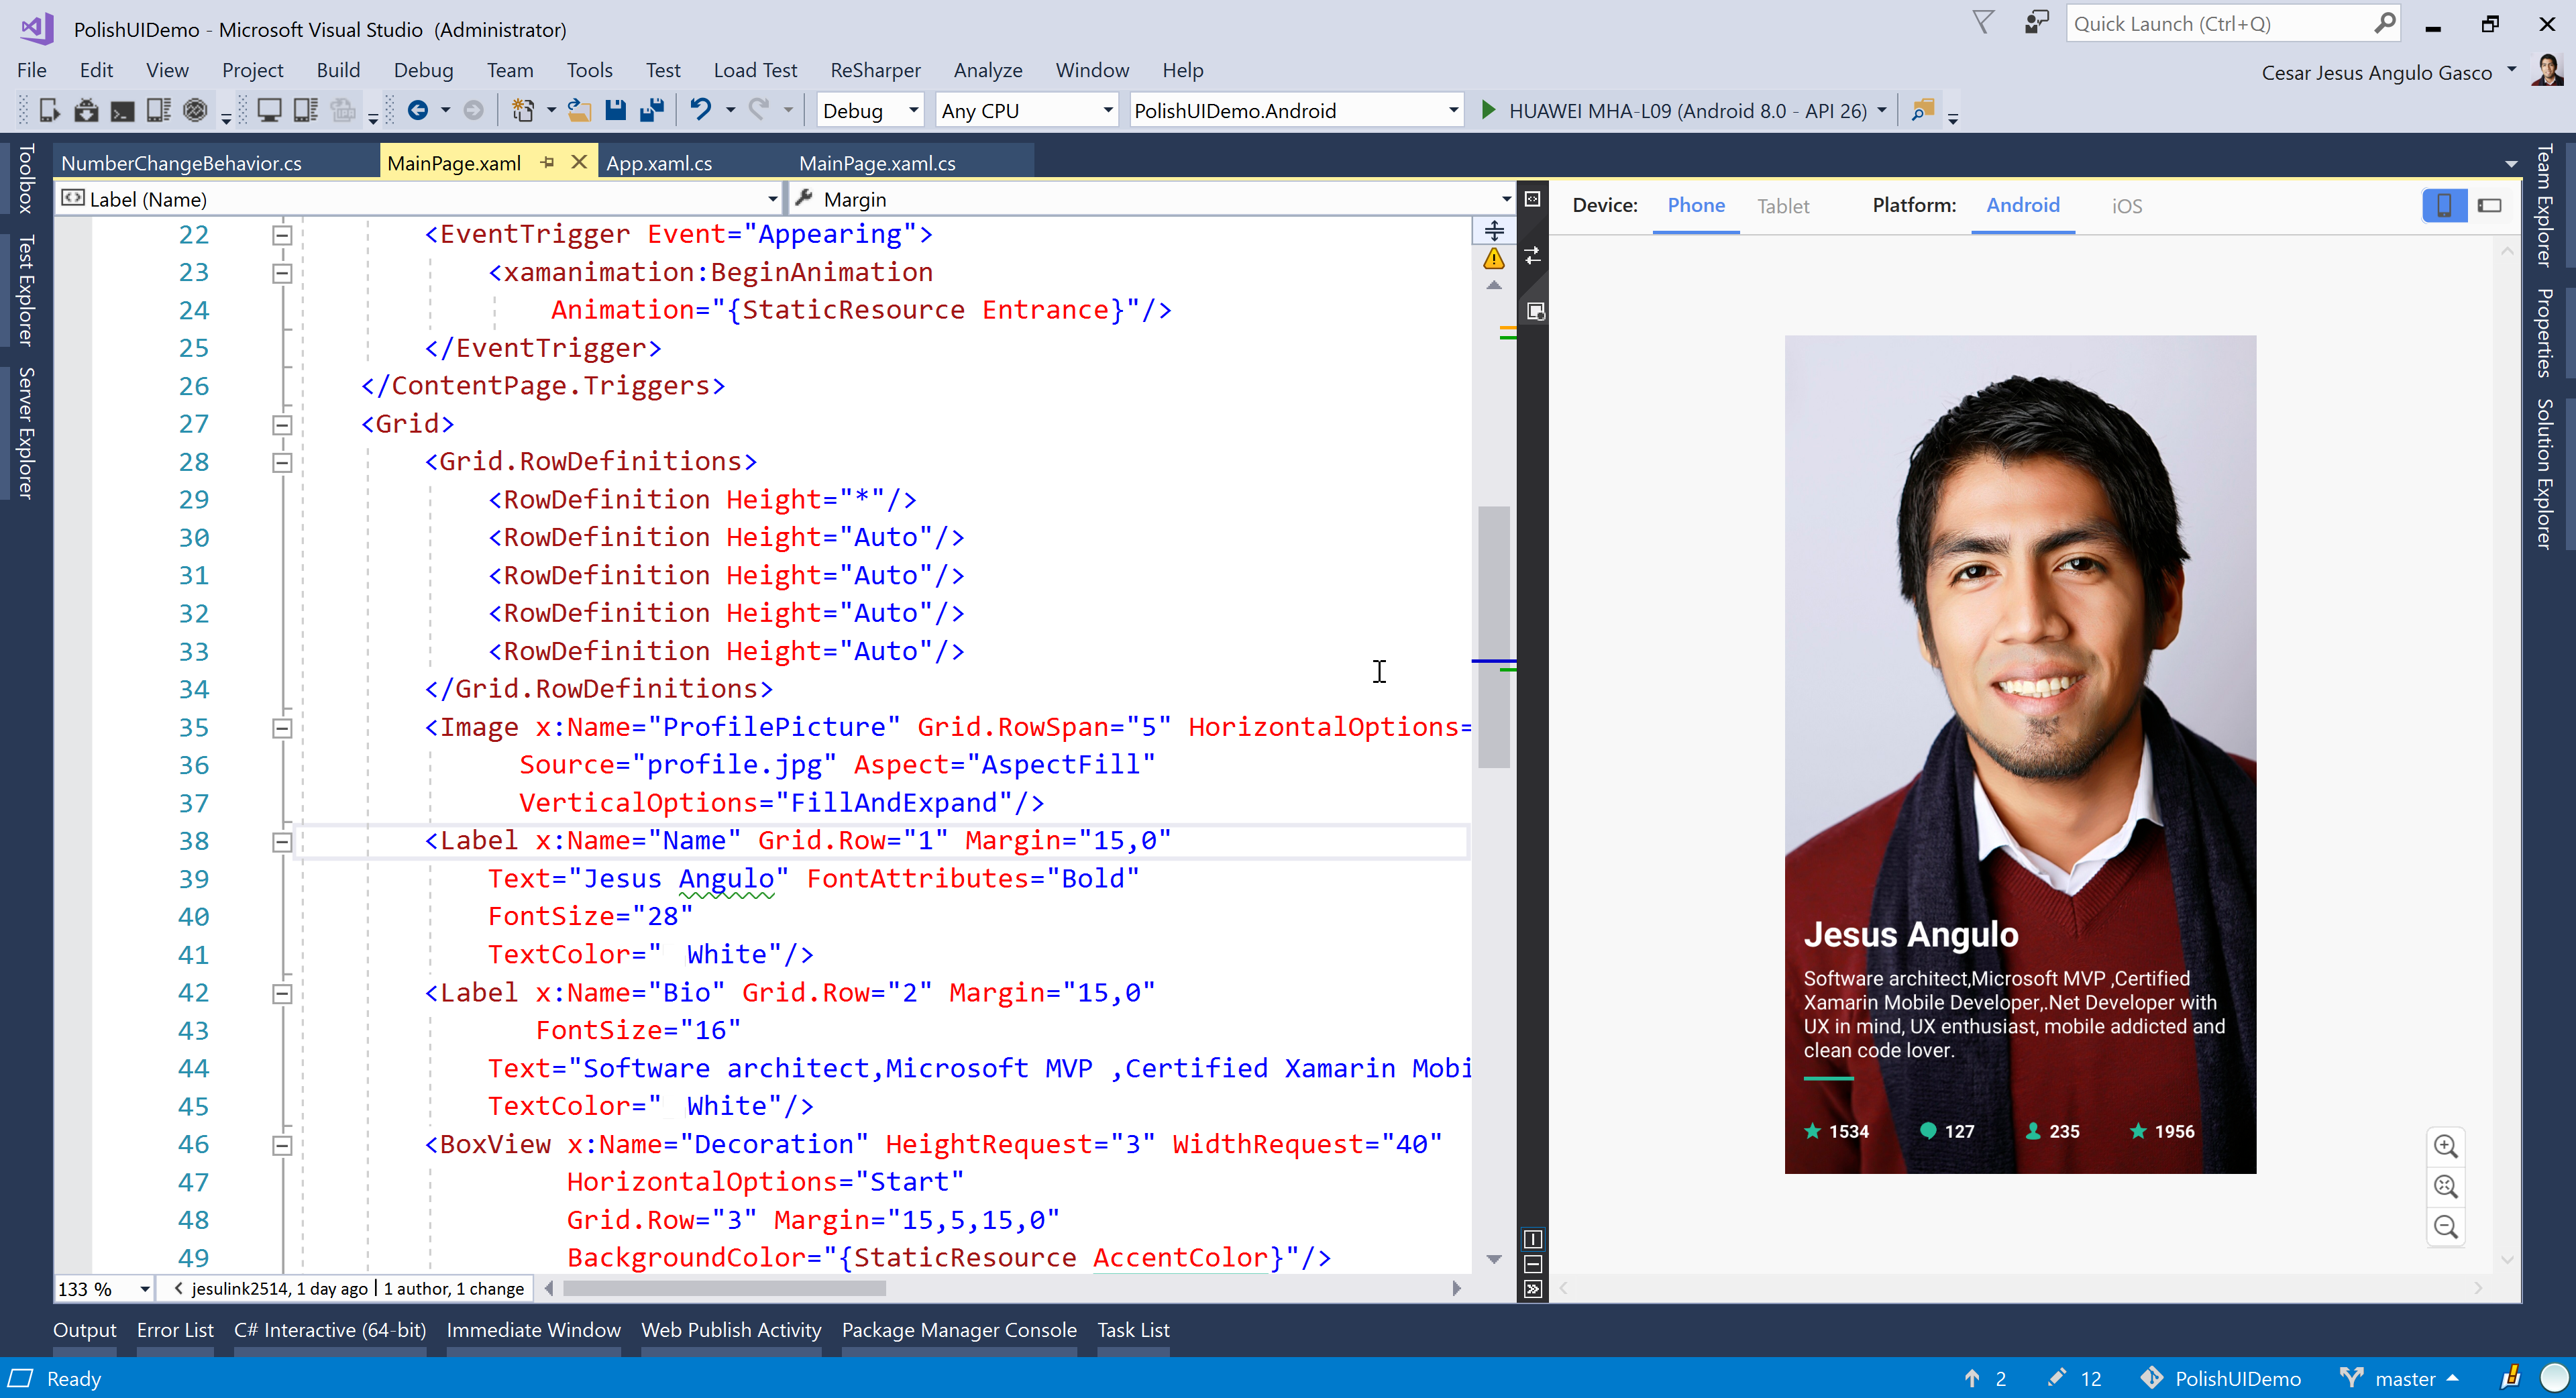 PolishUIDemo - Microsoft Visual Studio (Administrator)
Quick Launch (Ctrl+Q)
File Edit View Project Build Debug Team Tools Test Load Test ReSharper Analyze Window Help
Cesar Jesus Angulo Gasco
Debug Any CPU PolishUIDemo.Android HUAWEI MHA-L09 (Android 8.0 - API 26)
Toolbox
Test Explorer
Server Explorer
NumberChangeBehavior.cs MainPage.xaml App.xaml.cs MainPage.xaml.cs
Label (Name) Margin
22 <EventTrigger Event="Appearing">
23 <xamanimation:BeginAnimation
24 Animation="{StaticResource Entrance}"/>
25 </EventTrigger>
26 </ContentPage.Triggers>
27 <Grid>
28 <Grid.RowDefinitions>
29 <RowDefinition Height="*"/>
30 <RowDefinition Height="Auto"/>
31 <RowDefinition Height="Auto"/>
32 <RowDefinition Height="Auto"/>
33 <RowDefinition Height="Auto"/>
34 </Grid.RowDefinitions>
35 <Image x:Name="ProfilePicture" Grid.RowSpan="5" HorizontalOptions=
36 Source="profile.jpg" Aspect="AspectFill"
37 VerticalOptions="FillAndExpand"/>
38 <Label x:Name="Name" Grid.Row="1" Margin="15,0"
39 Text="Jesus Angulo" FontAttributes="Bold"
40 FontSize="28"
41 TextColor=" White"/>
42 <Label x:Name="Bio" Grid.Row="2" Margin="15,0"
43 FontSize="16"
44 Text="Software architect,Microsoft MVP ,Certified Xamarin Mobi
45 TextColor=" White"/>
46 <BoxView x:Name="Decoration" HeightRequest="3" WidthRequest="40"
47 HorizontalOptions="Start"
48 Grid.Row="3" Margin="15,5,15,0"
49 BackgroundColor="{StaticResource AccentColor}"/>
133 % jesulink2514, 1 day ago | 1 author, 1 change
Device: Phone Tablet Platform: Android iOS
Jesus Angulo
Software architect,Microsoft MVP ,Certified
Xamarin Mobile Developer,.Net Developer with
UX in mind, UX enthusiast, mobile addicted and
clean code lover.
1534 127 235 1956
Team Explorer
Properties
Solution Explorer
Output Error List C# Interactive (64-bit) Immediate Window Web Publish Activity Package Manager Console Task List
Ready 2 12 PolishUIDemo master